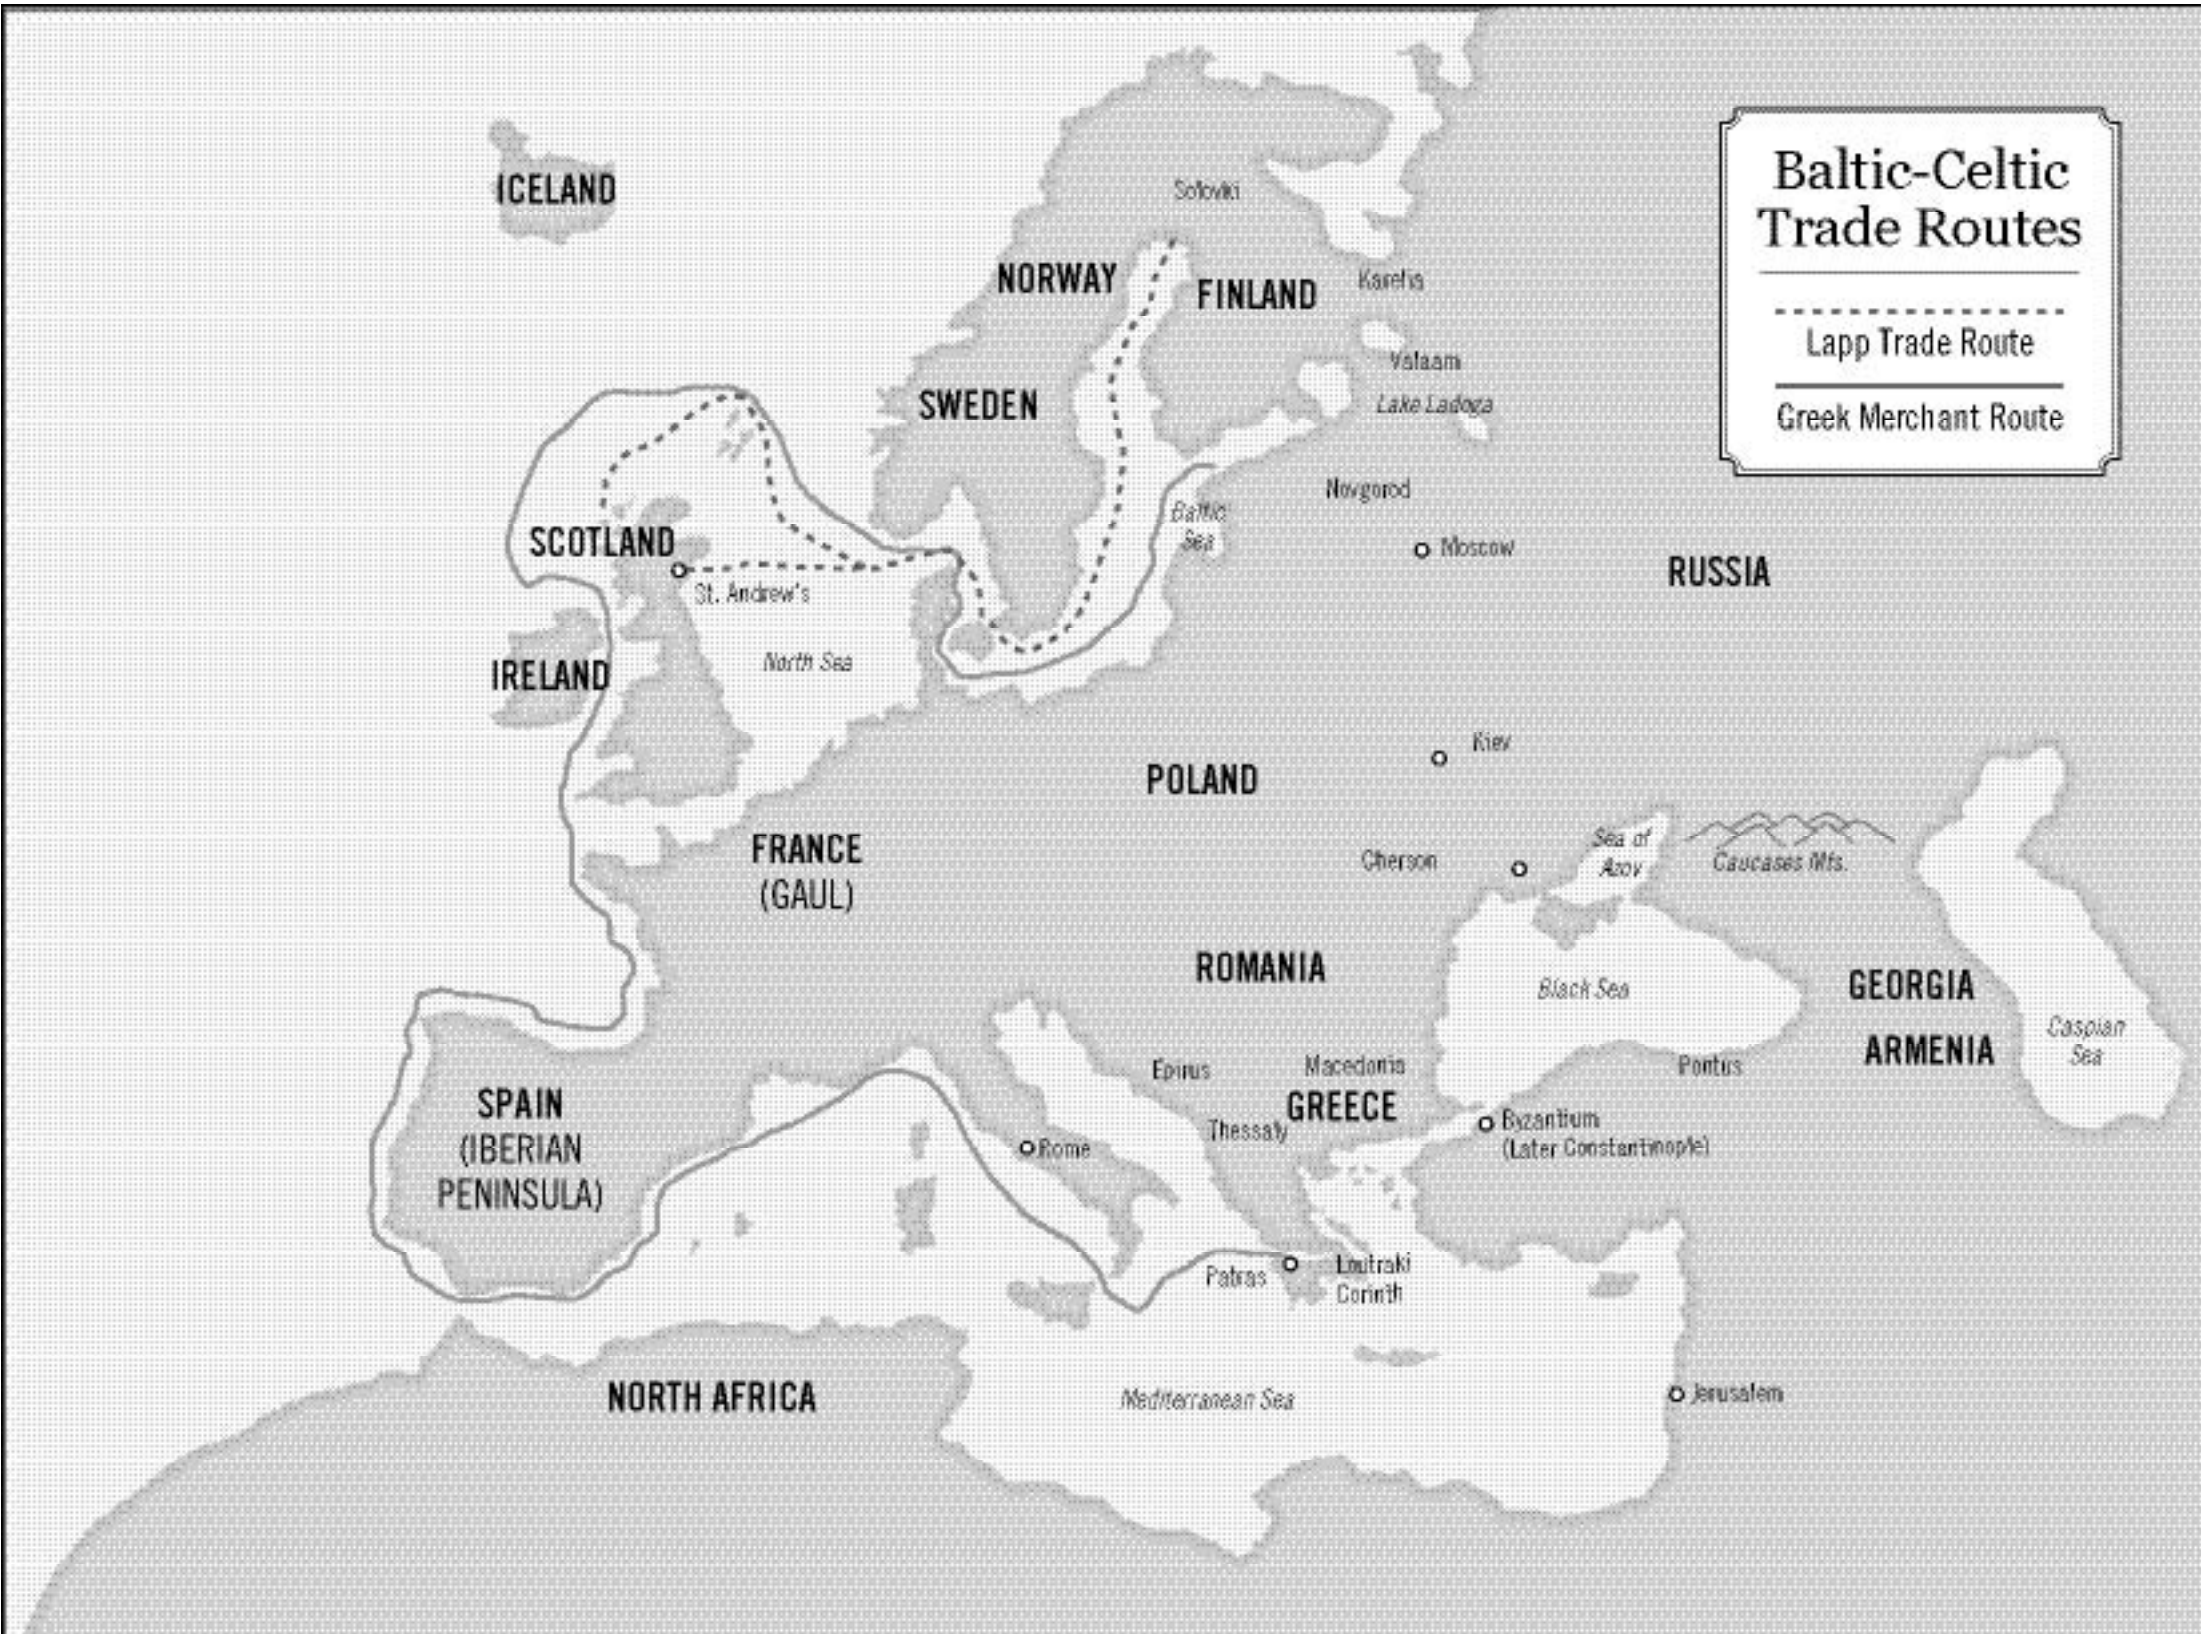 Baltic-Celtic
Trade Routes
Lapp Trade Route
Greek Merchant Route
ICELAND
Solovki
NORWAY
FINLAND
Karelia
Valaam
SWEDEN
Lake Ladoga
Novgorod
Baltic
Sea
SCOTLAND
Moscow
RUSSIA
St. Andrew's
North Sea
IRELAND
Kiev
POLAND
FRANCE
(GAUL)
Cherson
Sea of
Azov
Caucases Mts.
ROMANIA
Black Sea
GEORGIA
Caspian
Sea
ARMENIA
Epirus
Macedonia
Pontus
SPAIN
(IBERIAN
PENINSULA)
GREECE
Thessaly
Byzantium
(Later Constantinople)
Rome
Patras
Loutraki
Corinth
NORTH AFRICA
Mediterranean Sea
Jerusalem